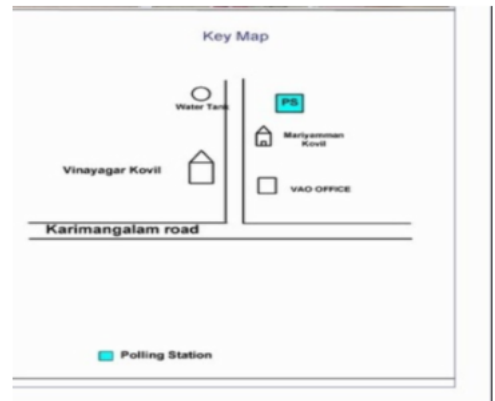 Key Map
Water Tank
PS
Mariyamman
Kovil
Vinayagar Kovil
VAO OFFICE
Karimangalam road
Polling Station